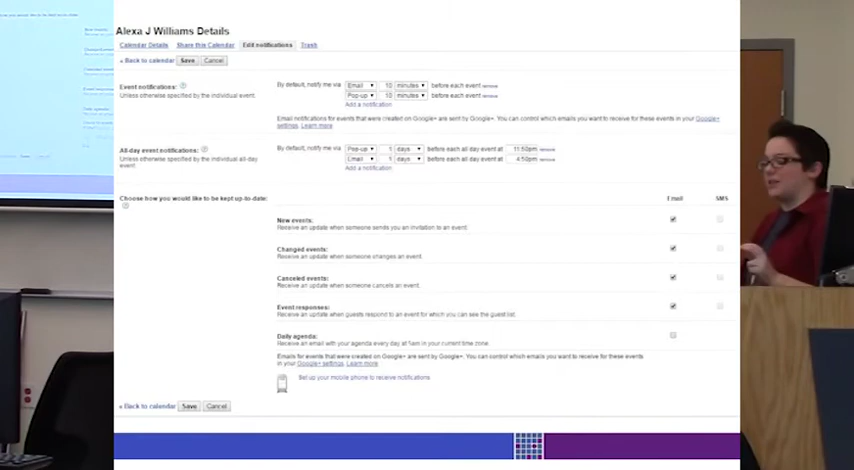 Alexa J Williams Details
Calendar Details Share this Calendar Edit notifications Trash
« Back to calendar Save Cancel
Event notifications:
Unless otherwise specified by the individual event.
By default, notify me via Email 10 minutes before each event remove
Pop-up 10 minutes before each event remove
Add a notification
Email notifications for events that were created on Google+ are sent by Google+. You can control which emails you want to receive for these events in your Google+
settings. Learn more
All-day event notifications:
Unless otherwise specified by the individual all-day
event.
By default, notify me via Pop-up 1 days before each all day event at 11:50pm remove
Email 1 days before each all day event at 4:50pm remove
Add a notification
Choose how you would like to be kept up-to-date:
Email SMS
New events:
Receive an update when someone sends you an invitation to an event.
Changed events:
Receive an update when someone changes an event.
Canceled events:
Receive an update when someone cancels an event.
Event responses:
Receive an update when guests respond to an event for which you can see the guest list.
Daily agenda:
Receive an email with your agenda every day at 5am in your current time zone.
Emails for events that were created on Google+ are sent by Google+. You can control which emails you want to receive for these events
in your Google+ settings. Learn more
Set up your mobile phone to receive notifications
« Back to calendar Save Cancel